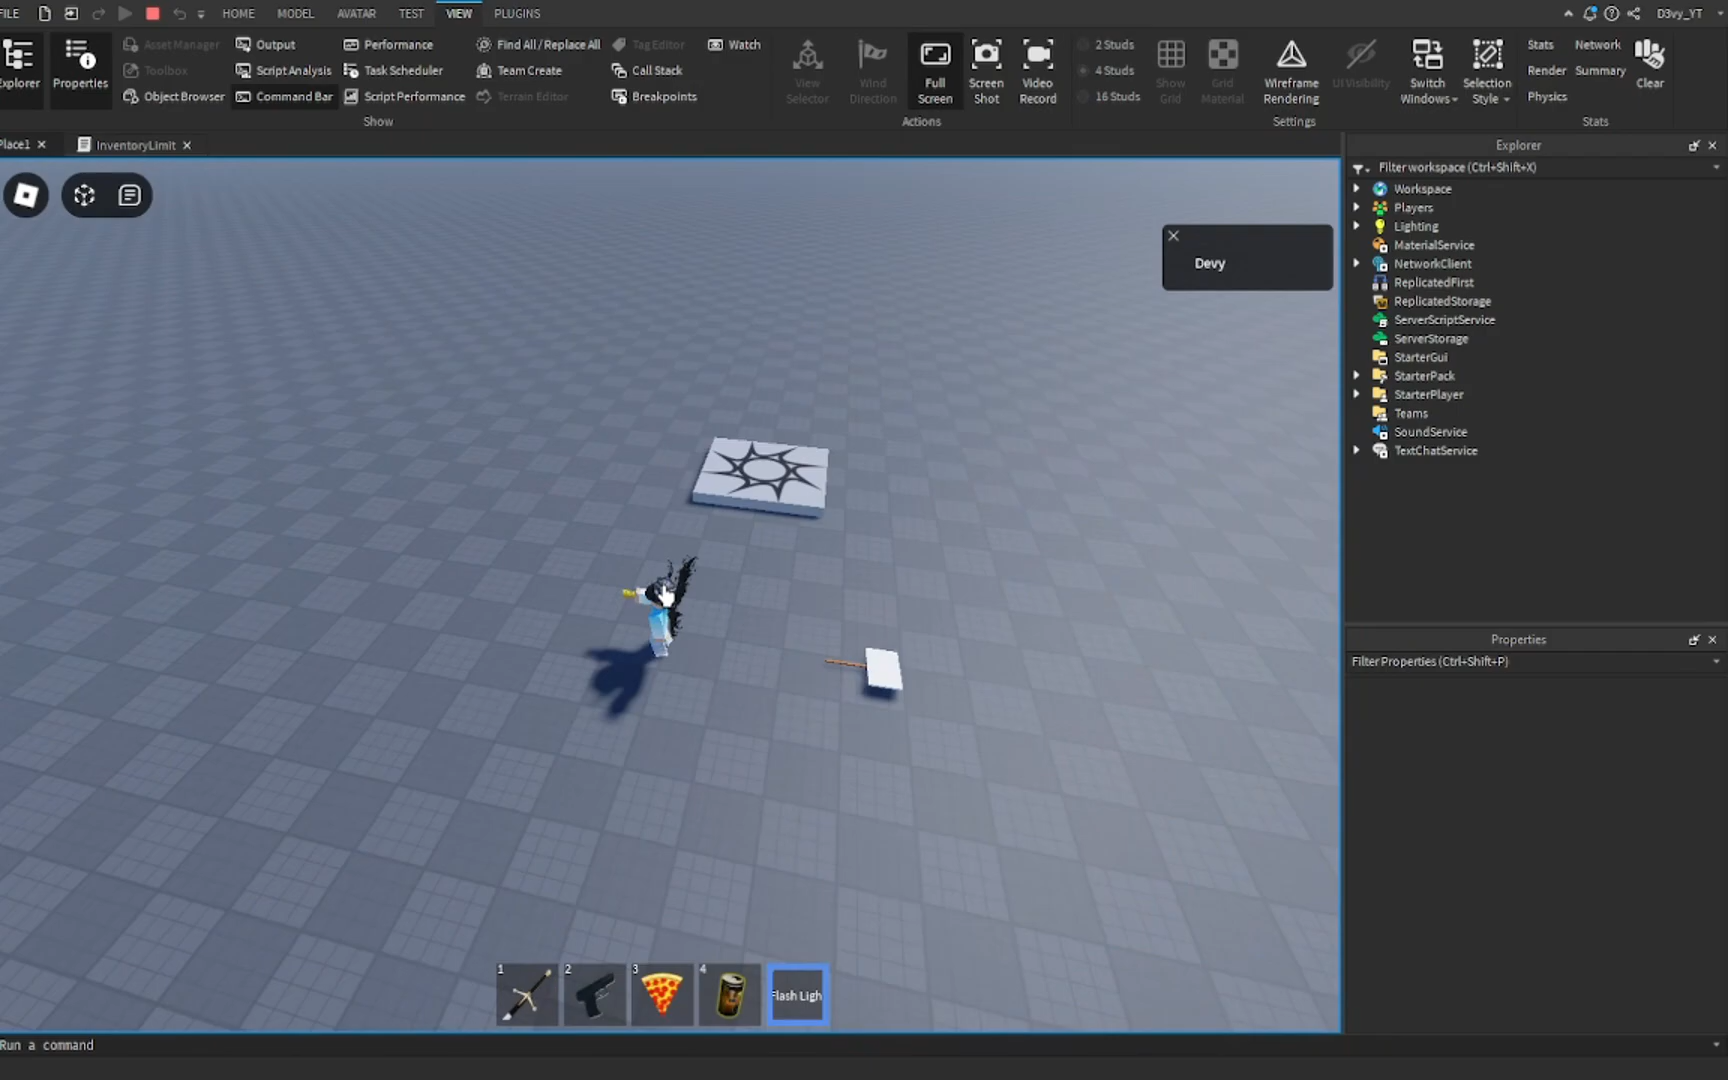 FILE HOME MODEL AVATAR TEST VIEW PLUGINS D3vy_YT
Explorer
Properties
Asset Manager
Toolbox
Object Browser
Output
Script Analysis
Command Bar
Performance
Task Scheduler
Script Performance
Find All / Replace All
Team Create
Terrain Editor
Tag Editor
Call Stack
Breakpoints
Watch
Show
View
Selector
Wind
Direction
Full
Screen
Screen
Shot
Video
Record
Actions
2 Studs
4 Studs
16 Studs
Show
Grid
Grid
Material
Wireframe
Rendering
UI Visibility
Switch
Windows
Selection
Style
Settings
Stats
Render
Physics
Network
Summary
Clear
Stats
Place1
InventoryLimit
Devy
Explorer
Filter workspace (Ctrl+Shift+X)
Workspace
Players
Lighting
MaterialService
NetworkClient
ReplicatedFirst
ReplicatedStorage
ServerScriptService
ServerStorage
StarterGui
StarterPack
StarterPlayer
Teams
SoundService
TextChatService
Properties
Filter Properties (Ctrl+Shift+P)
1
2
3
4
Flash Ligh
Run a command